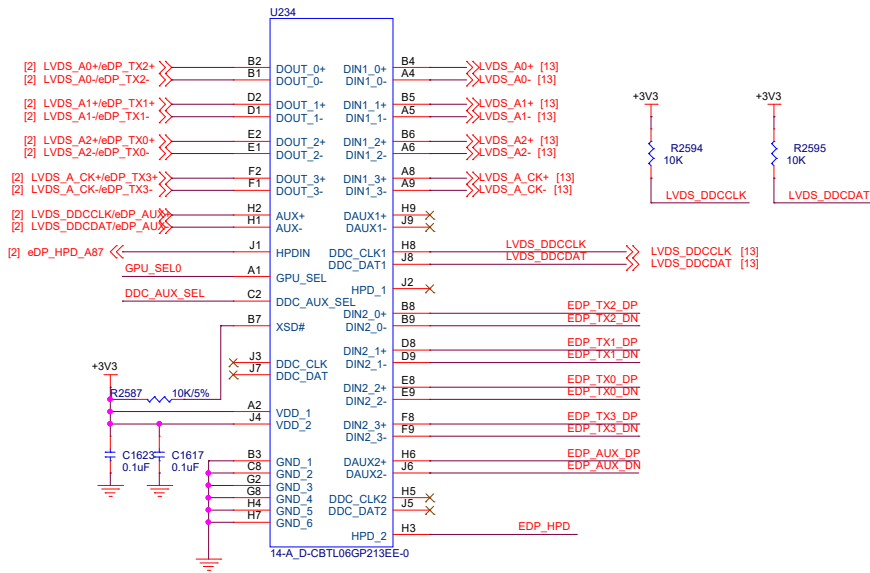 U234
[2] LVDS_A0+/eDP_TX2+ B2 DOUT_0+ DIN1_0+ B4 LVDS_A0+ [13]
[2] LVDS_A0-/eDP_TX2- B1 DOUT_0- DIN1_0- A4 LVDS_A0- [13]
[2] LVDS_A1+/eDP_TX1+ D2 DOUT_1+ DIN1_1+ B5 LVDS_A1+ [13]
[2] LVDS_A1-/eDP_TX1- D1 DOUT_1- DIN1_1- A5 LVDS_A1- [13]
[2] LVDS_A2+/eDP_TX0+ E2 DOUT_2+ DIN1_2+ B6 LVDS_A2+ [13]
[2] LVDS_A2-/eDP_TX0- E1 DOUT_2- DIN1_2- A6 LVDS_A2- [13]
[2] LVDS_A_CK+/eDP_TX3+ F2 DOUT_3+ DIN1_3+ A8 LVDS_A_CK+ [13]
[2] LVDS_A_CK-/eDP_TX3- F1 DOUT_3- DIN1_3- A9 LVDS_A_CK- [13]
[2] LVDS_DDCCLK/eDP_AUX+ H2 AUX+ DAUX1+ H9
[2] LVDS_DDCDAT/eDP_AUX- H1 AUX- DAUX1- J9
[2] eDP_HPD_A87 J1 HPDIN DDC_CLK1 H8 LVDS_DDCCLK LVDS_DDCCLK [13]
DDC_DAT1 J8 LVDS_DDCDAT LVDS_DDCDAT [13]
GPU_SEL0 A1 GPU_SEL
HPD_1 J2
DDC_AUX_SEL C2 DDC_AUX_SEL
DIN2_0+ B8 EDP_TX2_DP
B7 XSD# DIN2_0- B9 EDP_TX2_DN
DIN2_1+ D8 EDP_TX1_DP
J3 DDC_CLK DIN2_1- D9 EDP_TX1_DN
J7 DDC_DAT
+3V3
R2587 10K/5%
DIN2_2+ E8 EDP_TX0_DP
DIN2_2- E9 EDP_TX0_DN
A2 VDD_1
J4 VDD_2 DIN2_3+ F8 EDP_TX3_DP
DIN2_3- F9 EDP_TX3_DN
C1623 0.1uF
C1617 0.1uF
B3 GND_1 DAUX2+ H6 EDP_AUX_DP
C8 GND_2 DAUX2- J6 EDP_AUX_DN
G2 GND_3
G8 GND_4 DDC_CLK2 H5
H4 GND_5 DDC_DAT2 J5
H7 GND_6
HPD_2 H3 EDP_HPD
14-A_D-CBTL06GP213EE-0
+3V3
R2594
10K
LVDS_DDCCLK
+3V3
R2595
10K
LVDS_DDCDAT